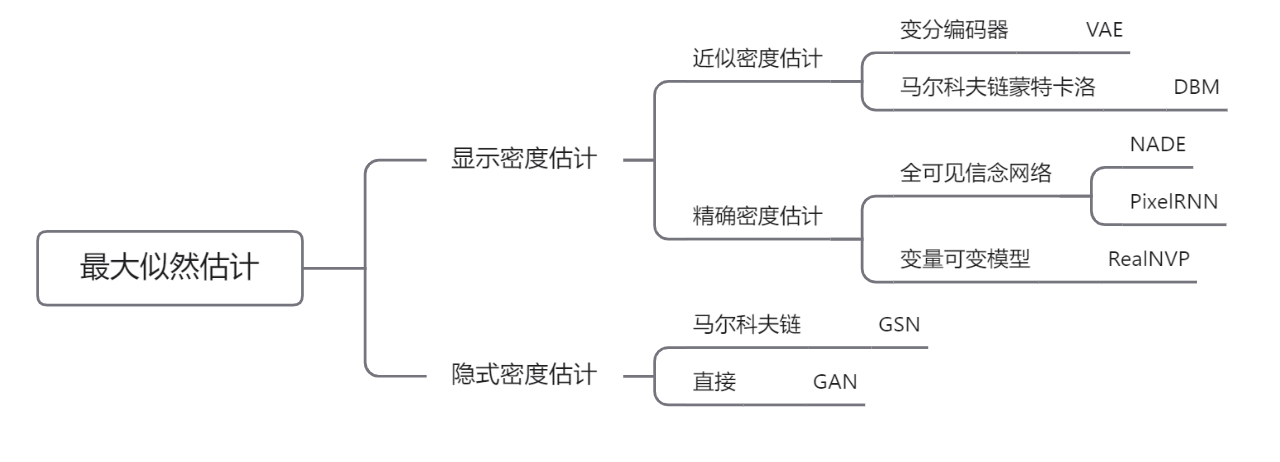 最大似然估计
显示密度估计
近似密度估计
变分编码器 VAE
马尔科夫链蒙特卡洛 DBM
精确密度估计
全可见信念网络
NADE
PixelRNN
变量可变模型 RealNVP
隐式密度估计
马尔科夫链 GSN
直接 GAN